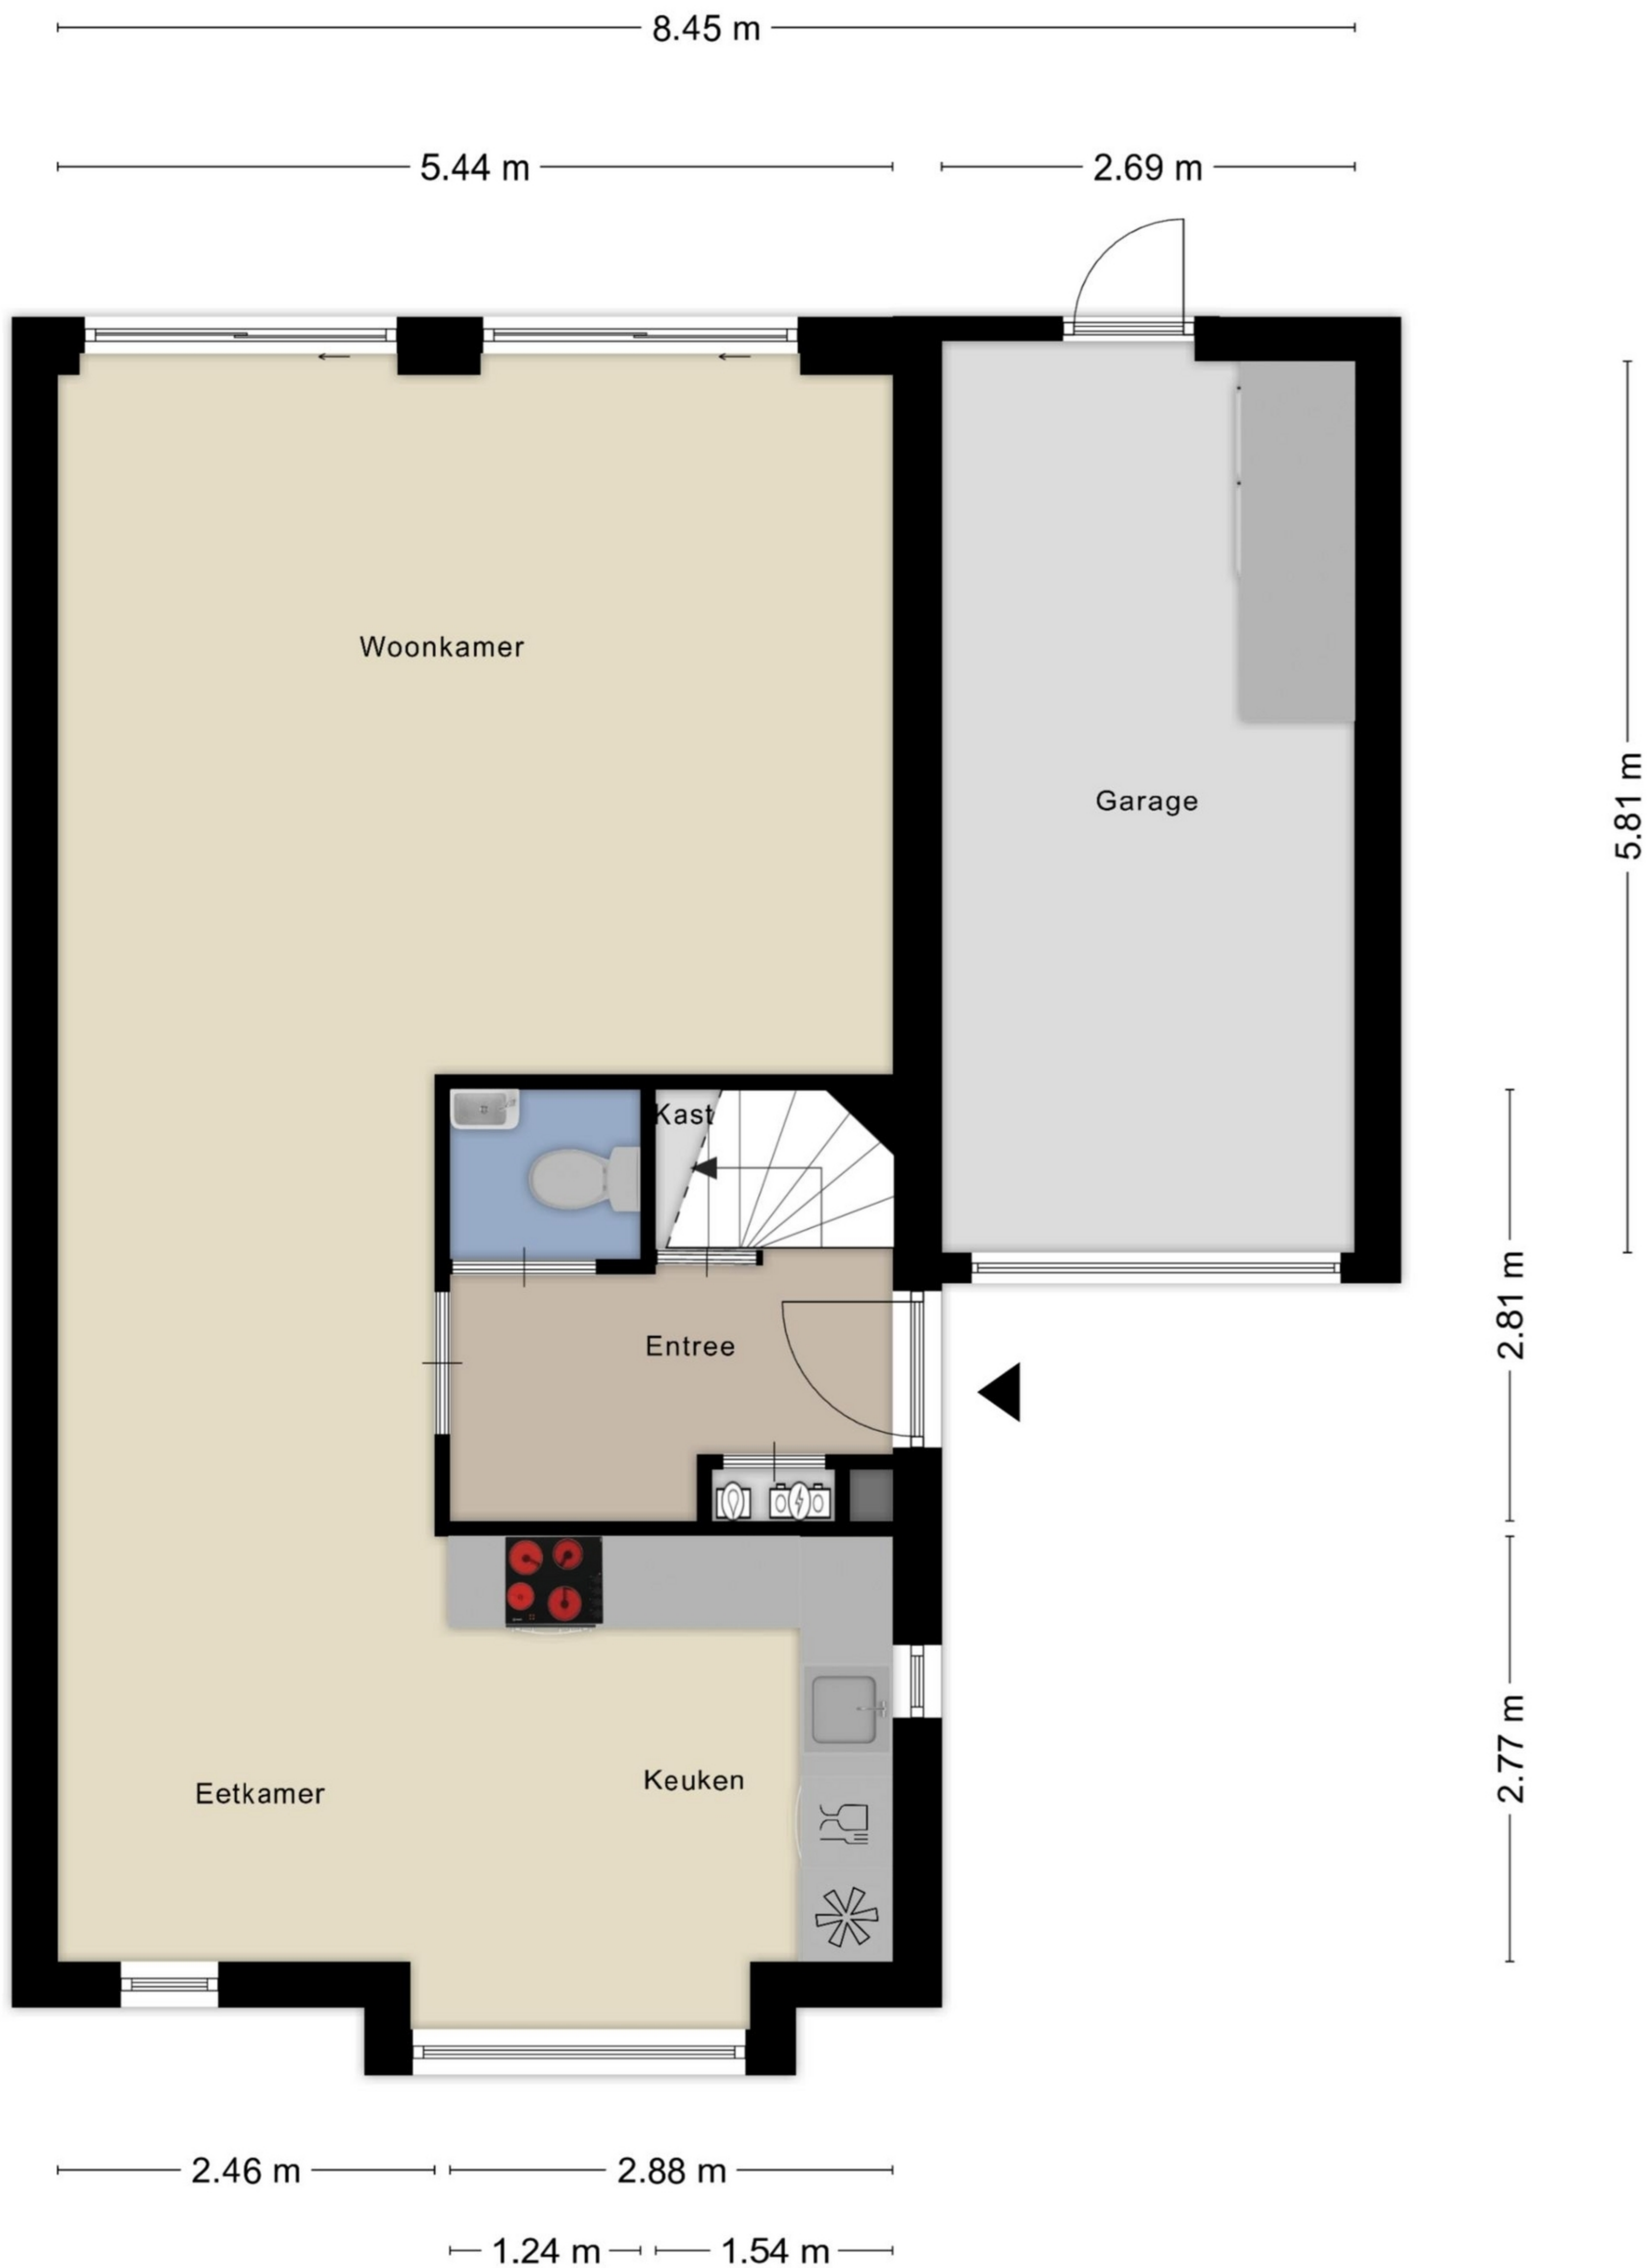 8.45 m
5.44 m
2.69 m
Woonkamer
5.81 m
Garage
Kast
2.81 m
Entree
2.77 m
Keuken
Eetkamer
2.46 m
2.88 m
1.24 m
1.54 m